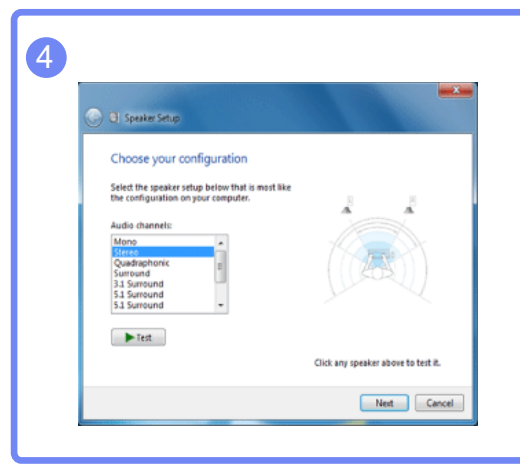 4
Speaker Setup
Choose your configuration
Select the speaker setup below that is most like
the configuration on your computer.
Audio channels:
Mono
Stereo
Quadraphonic
Surround
3.1 Surround
5.1 Surround
5.1 Surround
Test
Click any speaker above to test it.
Next
Cancel